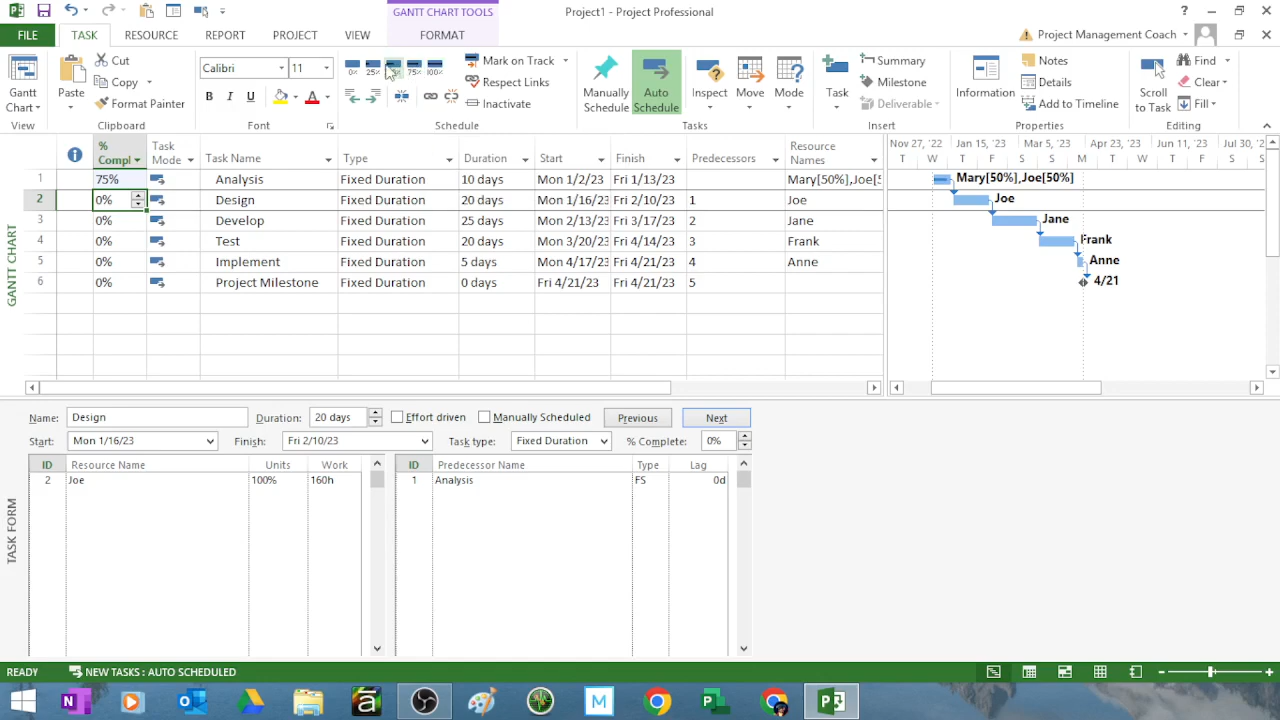 GANTT CHART TOOLS
Project1 - Project Professional
?
FILE TASK RESOURCE REPORT PROJECT VIEW FORMAT Project Management Coach
Gantt Chart
View
Paste
Cut
Copy
Format Painter
Clipboard
Calibri 11
B I U A
Font
0% 25% 75% 100%
Mark on Track
Respect Links
Inactivate
Schedule
Manually Schedule
Auto Schedule
Inspect
Move
Mode
Tasks
Task
Summary
Milestone
Deliverable
Insert
Information
Notes
Details
Add to Timeline
Properties
Scroll to Task
Find
Clear
Fill
Editing
% Compl Task Mode Task Name Type Duration Start Finish Predecessors Resource Names
1 75% Analysis Fixed Duration 10 days Mon 1/2/23 Fri 1/13/23 Mary[50%],Joe[5
2 0% Design Fixed Duration 20 days Mon 1/16/23 Fri 2/10/23 1 Joe
3 0% Develop Fixed Duration 25 days Mon 2/13/23 Fri 3/17/23 2 Jane
4 0% Test Fixed Duration 20 days Mon 3/20/23 Fri 4/14/23 3 Frank
5 0% Implement Fixed Duration 5 days Mon 4/17/23 Fri 4/21/23 4 Anne
6 0% Project Milestone Fixed Duration 0 days Fri 4/21/23 Fri 4/21/23 5
Nov 27, '22 Jan 15, '23 Mar 5, '23 Apr 23, '23 Jun 11, '23 Jul 30, '2
T W F S M T W F S
Mary[50%],Joe[50%]
Joe
Jane
Frank
Anne
4/21
GANTT CHART
Name: Design Duration: 20 days Effort driven Manually Scheduled Previous Next
Start: Mon 1/16/23 Finish: Fri 2/10/23 Task type: Fixed Duration % Complete: 0%
ID Resource Name Units Work
2 Joe 100% 160h
ID Predecessor Name Type Lag
1 Analysis FS 0d
TASK FORM
READY NEW TASKS : AUTO SCHEDULED